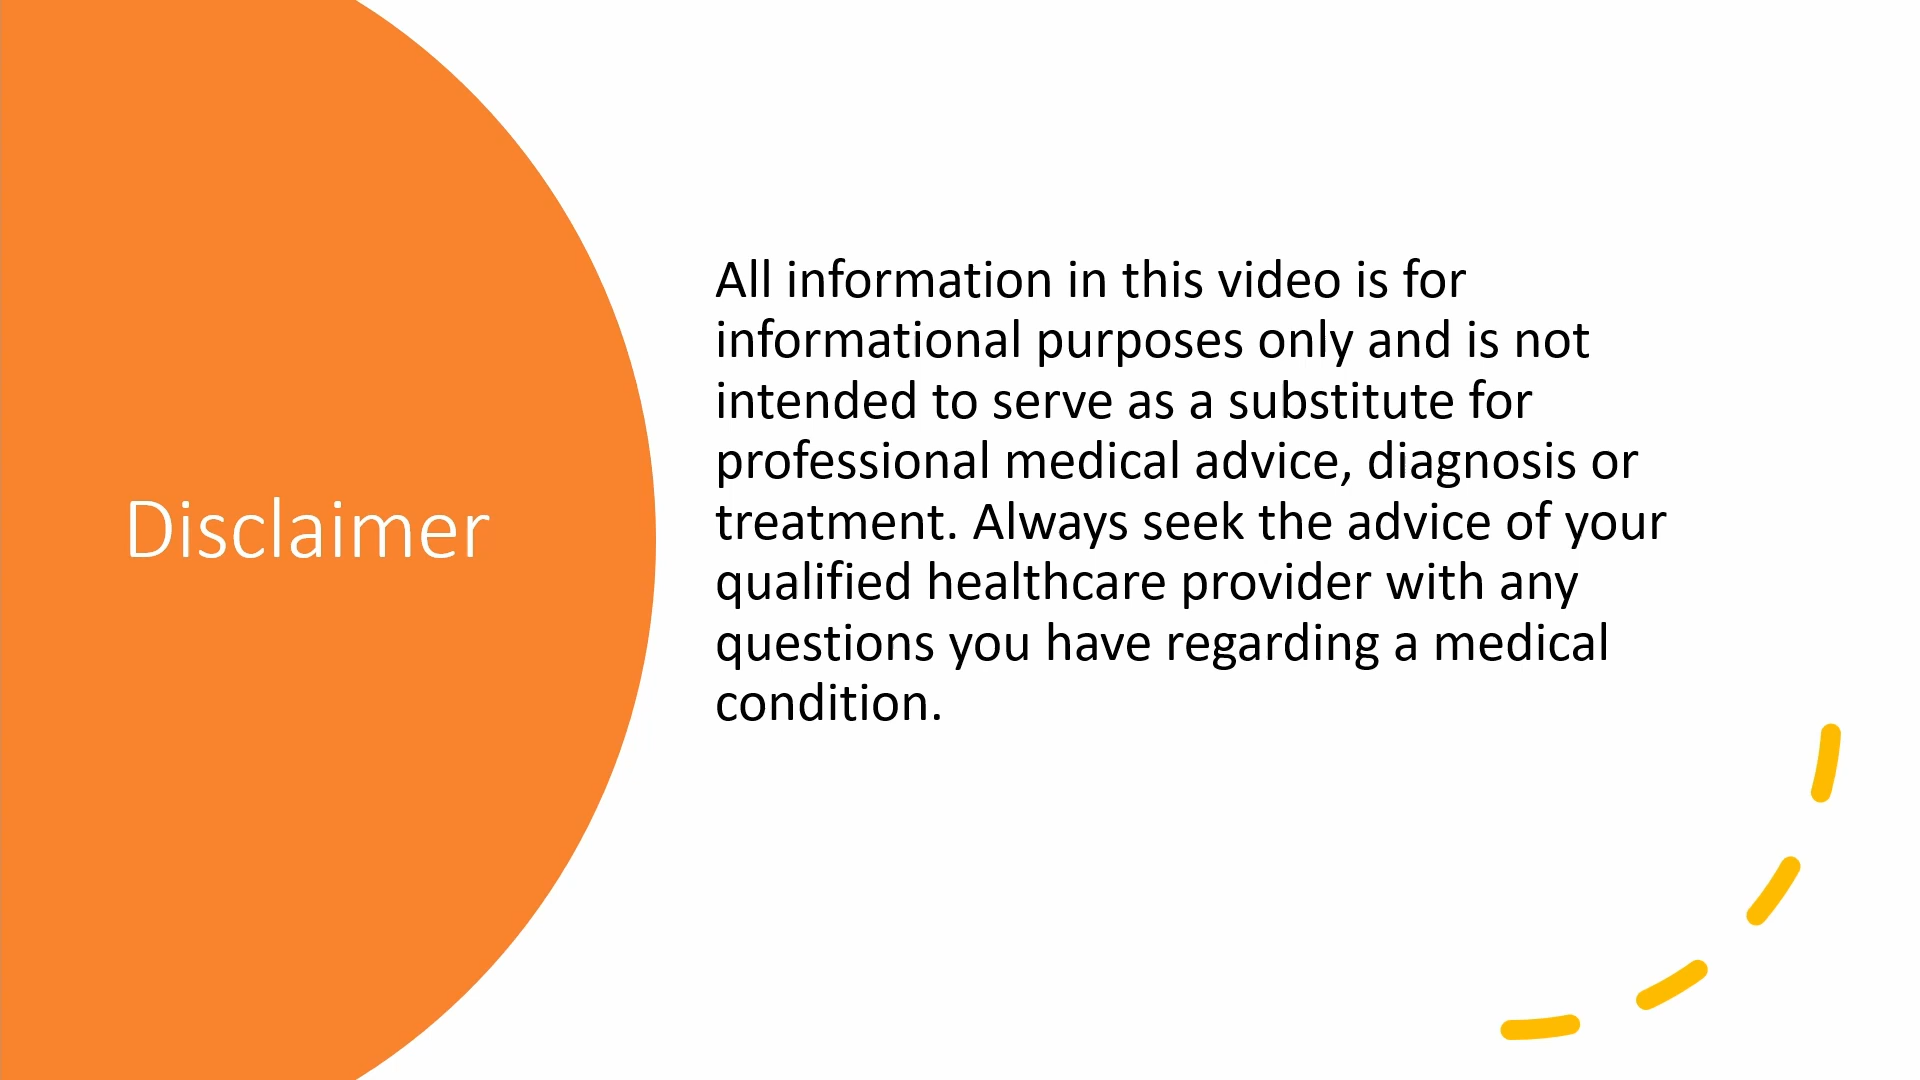 Disclaimer
All information in this video is for
informational purposes only and is not
intended to serve as a substitute for
professional medical advice, diagnosis or
treatment. Always seek the advice of your
qualified healthcare provider with any
questions you have regarding a medical
condition.